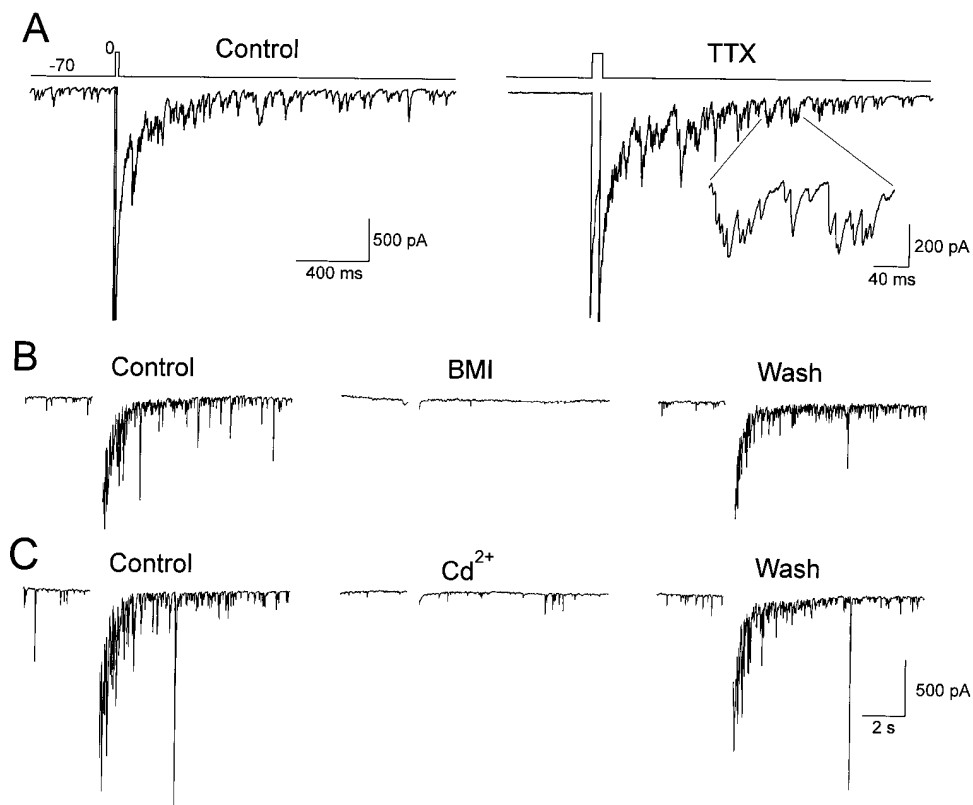 A
Control
TTX
0
-70
500 pA
400 ms
200 pA
40 ms
B
Control
BMI
Wash
C
Control
Cd²⁺
Wash
500 pA
2 s